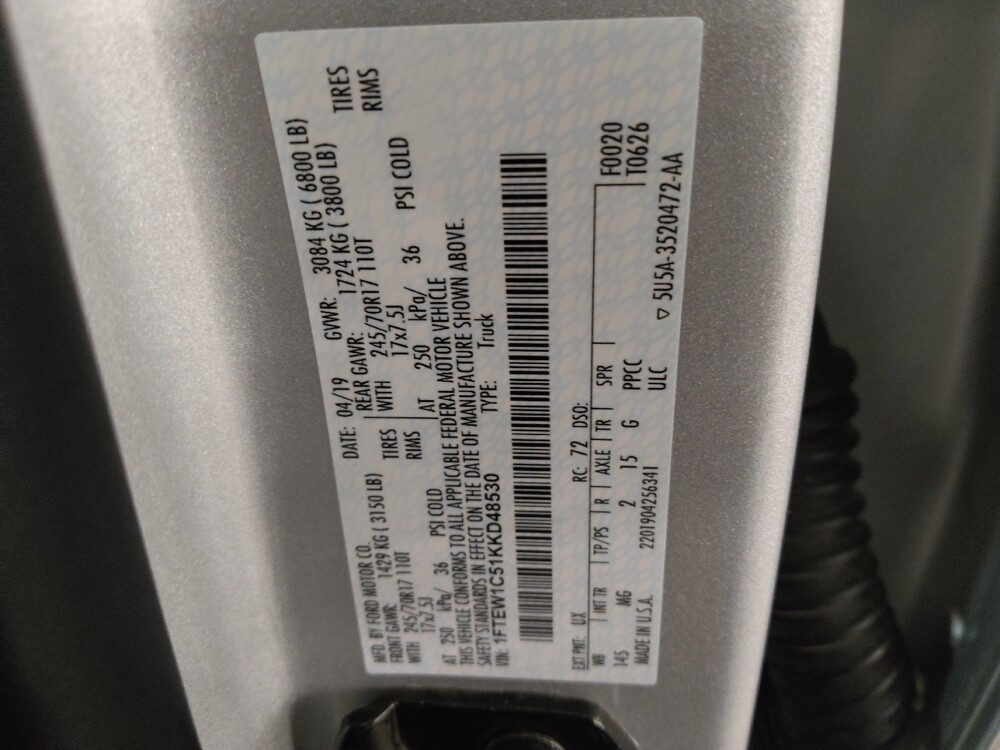 MFD. BY FORD MOTOR CO. DATE: 04/19 GVWR: 3084 KG ( 6800 LB)
FRONT GAWR: 1429 KG ( 3150 LB) REAR GAWR: 1724 KG ( 3800 LB)
WITH 245/70R17 110T TIRES WITH 245/70R17 110T TIRES
17x7.5J RIMS 17x7.5J RIMS
AT 250 kPa/ 36 PSI COLD AT 250 kPa/ 36 PSI COLD
THIS VEHICLE CONFORMS TO ALL APPLICABLE FEDERAL MOTOR VEHICLE
SAFETY STANDARDS IN EFFECT ON THE DATE OF MANUFACTURE SHOWN ABOVE.
VIN: 1FTEW1C51KKD48530 TYPE: Truck
EXT PNT: UX RC: 72 DSO:
WB INT TR TP/PS R AXLE TR SPR F0020
145 MG 2 15 G PPCC T0626
MADE IN U.S.A. 2201904256341 ULC ▽ 5U5A-3520472-AA